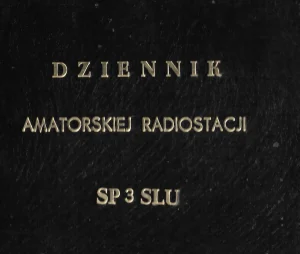 DZIENNIK
AMATORSKIEJ RADIOSTACJI
SP 3 SLU